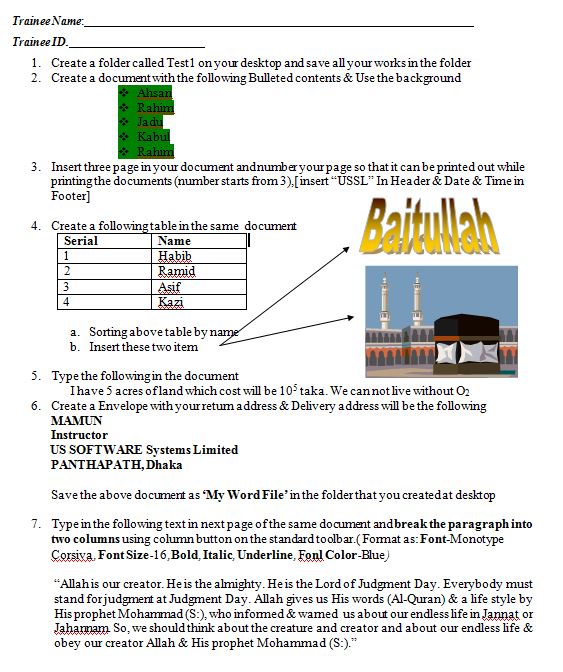 Trainee Name:
Trainee ID.
1. Create a folder called Test1 on your desktop and save all your works in the folder
2. Create a document with the following Bulleted contents & Use the background
❖ Ahsan
❖ Rahim
❖ Jadu
❖ Kabul
❖ Rahim
3. Insert three page in your document and number your page so that it can be printed out while
printing the documents (number starts from 3),[insert “USSL” In Header & Date & Time in
Footer]
Baitullah
4. Create a following table in the same document
Serial Name
1 Habib
2 Ramid
3 Asif
4 Kazi
a. Sorting above table by name
b. Insert these two item
5. Type the following in the document
I have 5 acres of land which cost will be 10⁵ taka. We can not live without O₂
6. Create a Envelope with your return address & Delivery address will be the following
MAMUN
Instructor
US SOFTWARE Systems Limited
PANTHAPATH, Dhaka
Save the above document as ‘My Word File’ in the folder that you created at desktop
7. Type in the following text in next page of the same document and break the paragraph into
two columns using column button on the standard toolbar.( Format as: Font-Monotype
Corsiva, Font Size-16, Bold, Italic, Underline, Fonl Color-Blue)
“Allah is our creator. He is the almighty. He is the Lord of Judgment Day. Everybody must
stand for judgment at Judgment Day. Allah gives us His words (Al-Quran) & a life style by
His prophet Mohammad (S:), who informed & warned us about our endless life in Jannat or
Jahannam. So, we should think about the creature and creator and about our endless life &
obey our creator Allah & His prophet Mohammad (S:).”